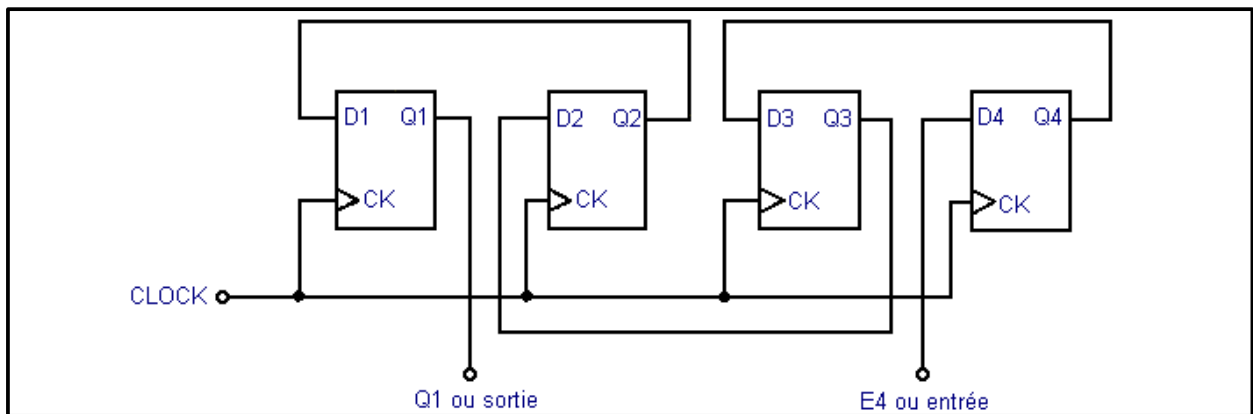 D1 Q1 D2 Q2 D3 Q3 D4 Q4
CK CK CK CK
CLOCK
Q1 ou sortie E4 ou entrée